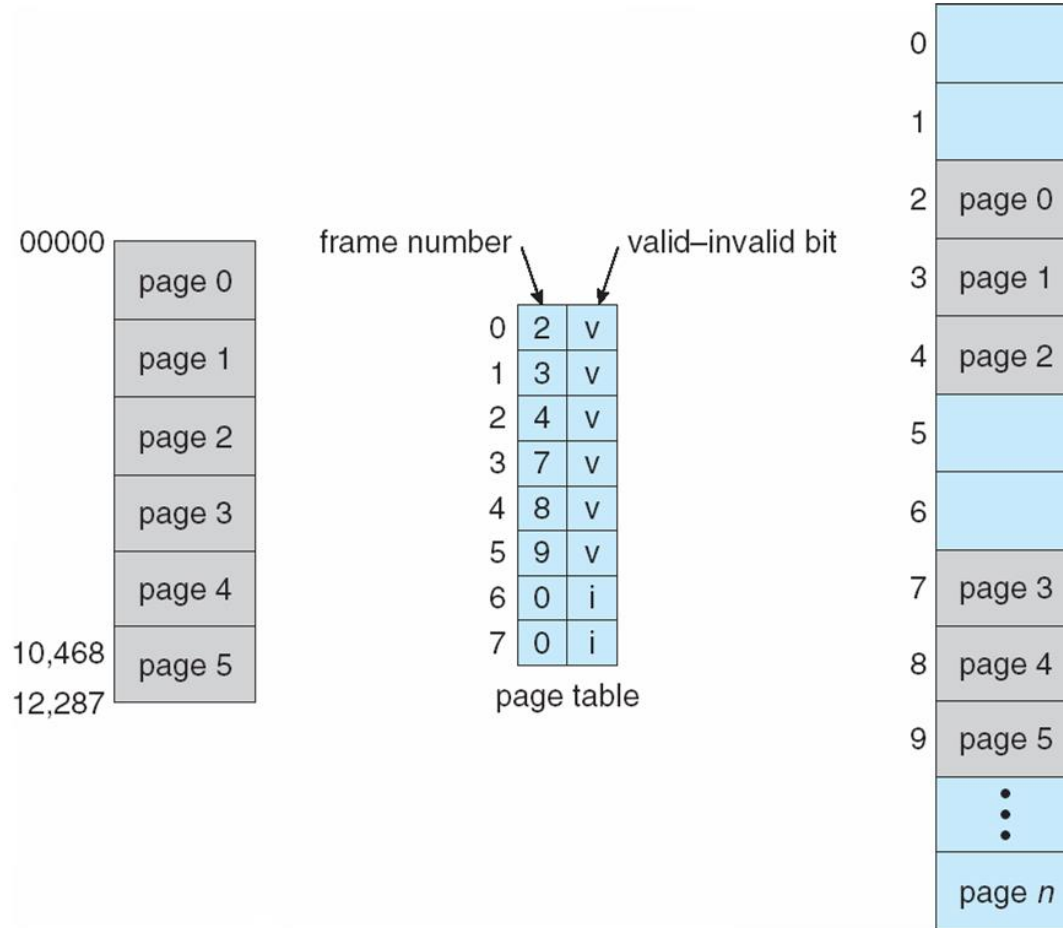 00000
page 0
page 1
page 2
page 3
page 4
10,468
page 5
12,287
frame number
valid–invalid bit
0 2 v
1 3 v
2 4 v
3 7 v
4 8 v
5 9 v
6 0 i
7 0 i
page table
0
1
2 page 0
3 page 1
4 page 2
5
6
7 page 3
8 page 4
9 page 5
page n